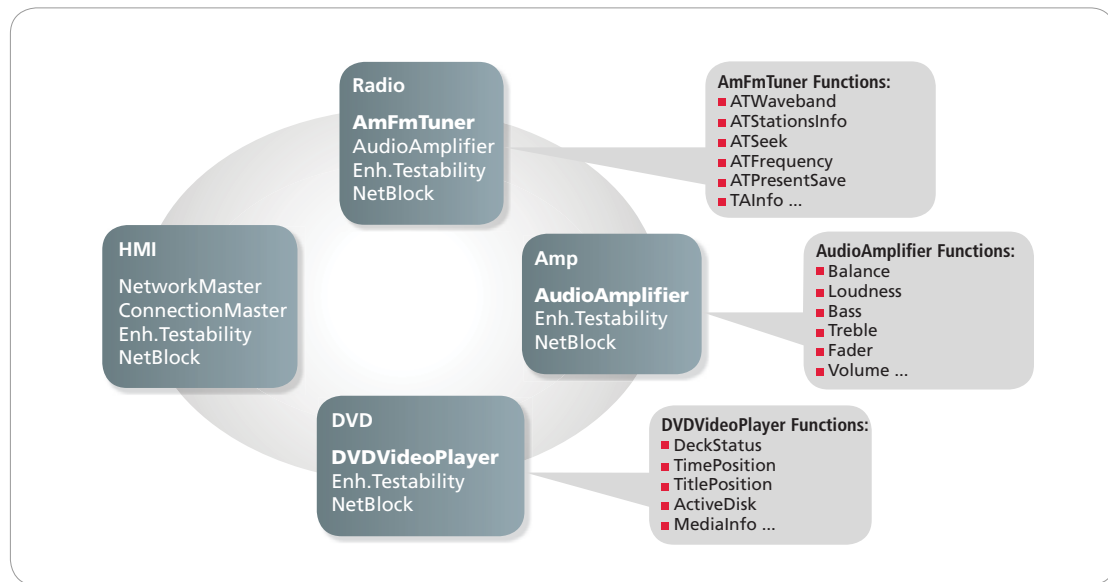 Radio
AmFmTuner
AudioAmplifier
Enh.Testability
NetBlock
AmFmTuner Functions:
ATWaveband
ATStationsInfo
ATSeek
ATFrequency
ATPresentSave
TAInfo ...
HMI
NetworkMaster
ConnectionMaster
Enh.Testability
NetBlock
Amp
AudioAmplifier
Enh.Testability
NetBlock
AudioAmplifier Functions:
Balance
Loudness
Bass
Treble
Fader
Volume ...
DVD
DVDVideoPlayer
Enh.Testability
NetBlock
DVDVideoPlayer Functions:
DeckStatus
TimePosition
TitlePosition
ActiveDisk
MediaInfo ...